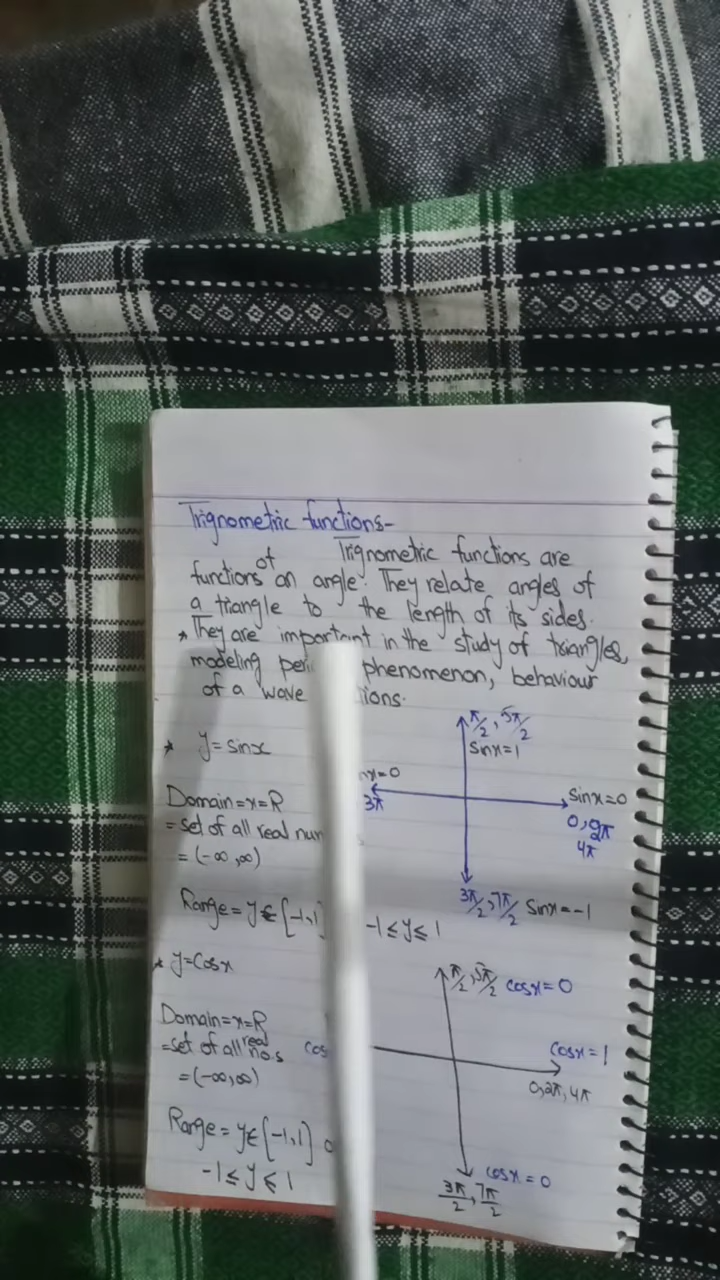 Trignometric functions-
Trignometric functions are
functions of an angle. They relate angles of
a triangle to the length of its sides.
* They are important in the study of triangles,
modeling phenomenon, behaviour
of a wave
* y=sinx
π/2, 5π/2
sinx=1
=0
3π
sinx=0
0, 2π
4π
Domain=x=R
=set of all real
=(-∞,∞)
3π/2, 7π/2 sinx=-1
Range= y∈[-1,1] -1≤y≤1
* y=cosx
π/2, 5π/2 cosx=0
Domain=x=R
=set of all real no.s
=(-∞,∞)
cos
cosx=1
0,2π,4π
Range= y∈[-1,1]
-1≤y≤1
cosx=0
3π/2, 7π/2